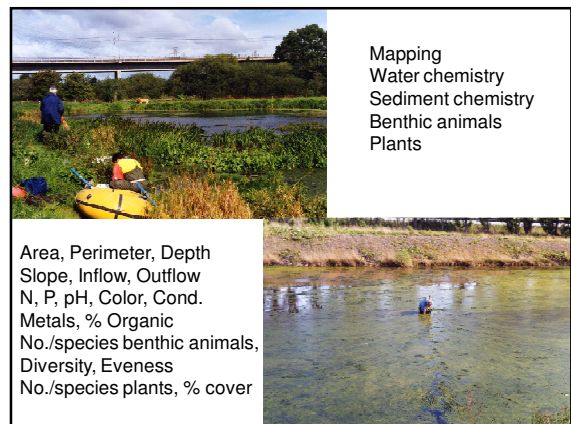 Mapping
Water chemistry
Sediment chemistry
Benthic animals
Plants
Area, Perimeter, Depth
Slope, Inflow, Outflow
N, P, pH, Color, Cond.
Metals, % Organic
No./species benthic animals,
Diversity, Eveness
No./species plants, % cover